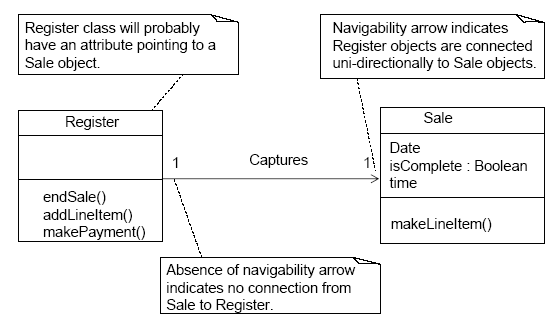 Register class will probably
have an attribute pointing to a
Sale object.
Navigability arrow indicates
Register objects are connected
uni-directionally to Sale objects.
Register
endSale()
addLineItem()
makePayment()
1
Captures
1
Sale
Date
isComplete : Boolean
time
makeLineItem()
Absence of navigability arrow
indicates no connection from
Sale to Register.